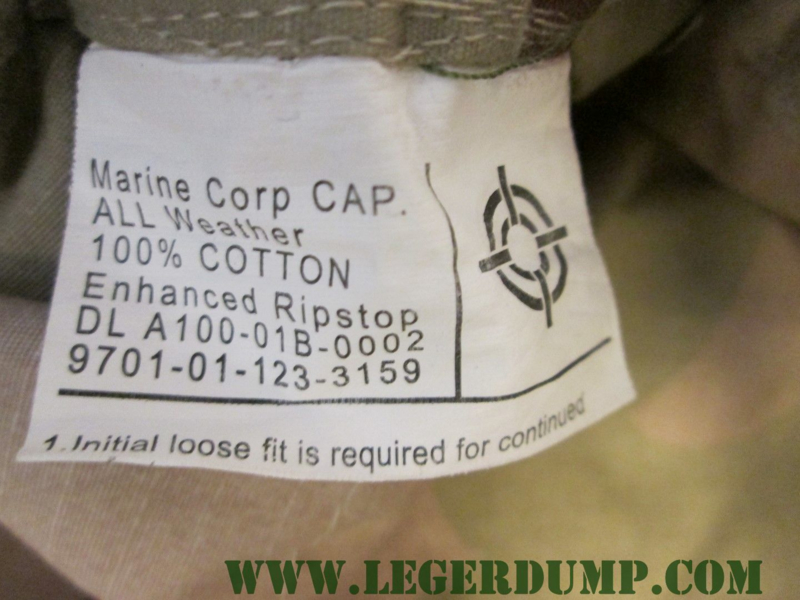 Marine Corp CAP.
ALL Weather
100% COTTON
Enhanced Ripstop
DL A100-01B-0002
9701-01-123-3159
1. Initial loose fit is required for continued
WWW.LEGERDUMP.COM